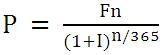 P = Fn / (1+I)^n/365